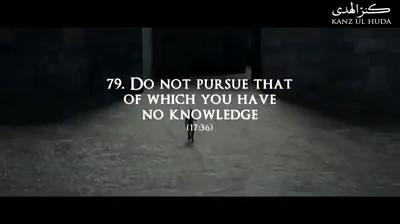 كنز الهدى
KANZ UL HUDA
79. DO NOT PURSUE THAT
OF WHICH YOU HAVE
NO KNOWLEDGE
(17:36)